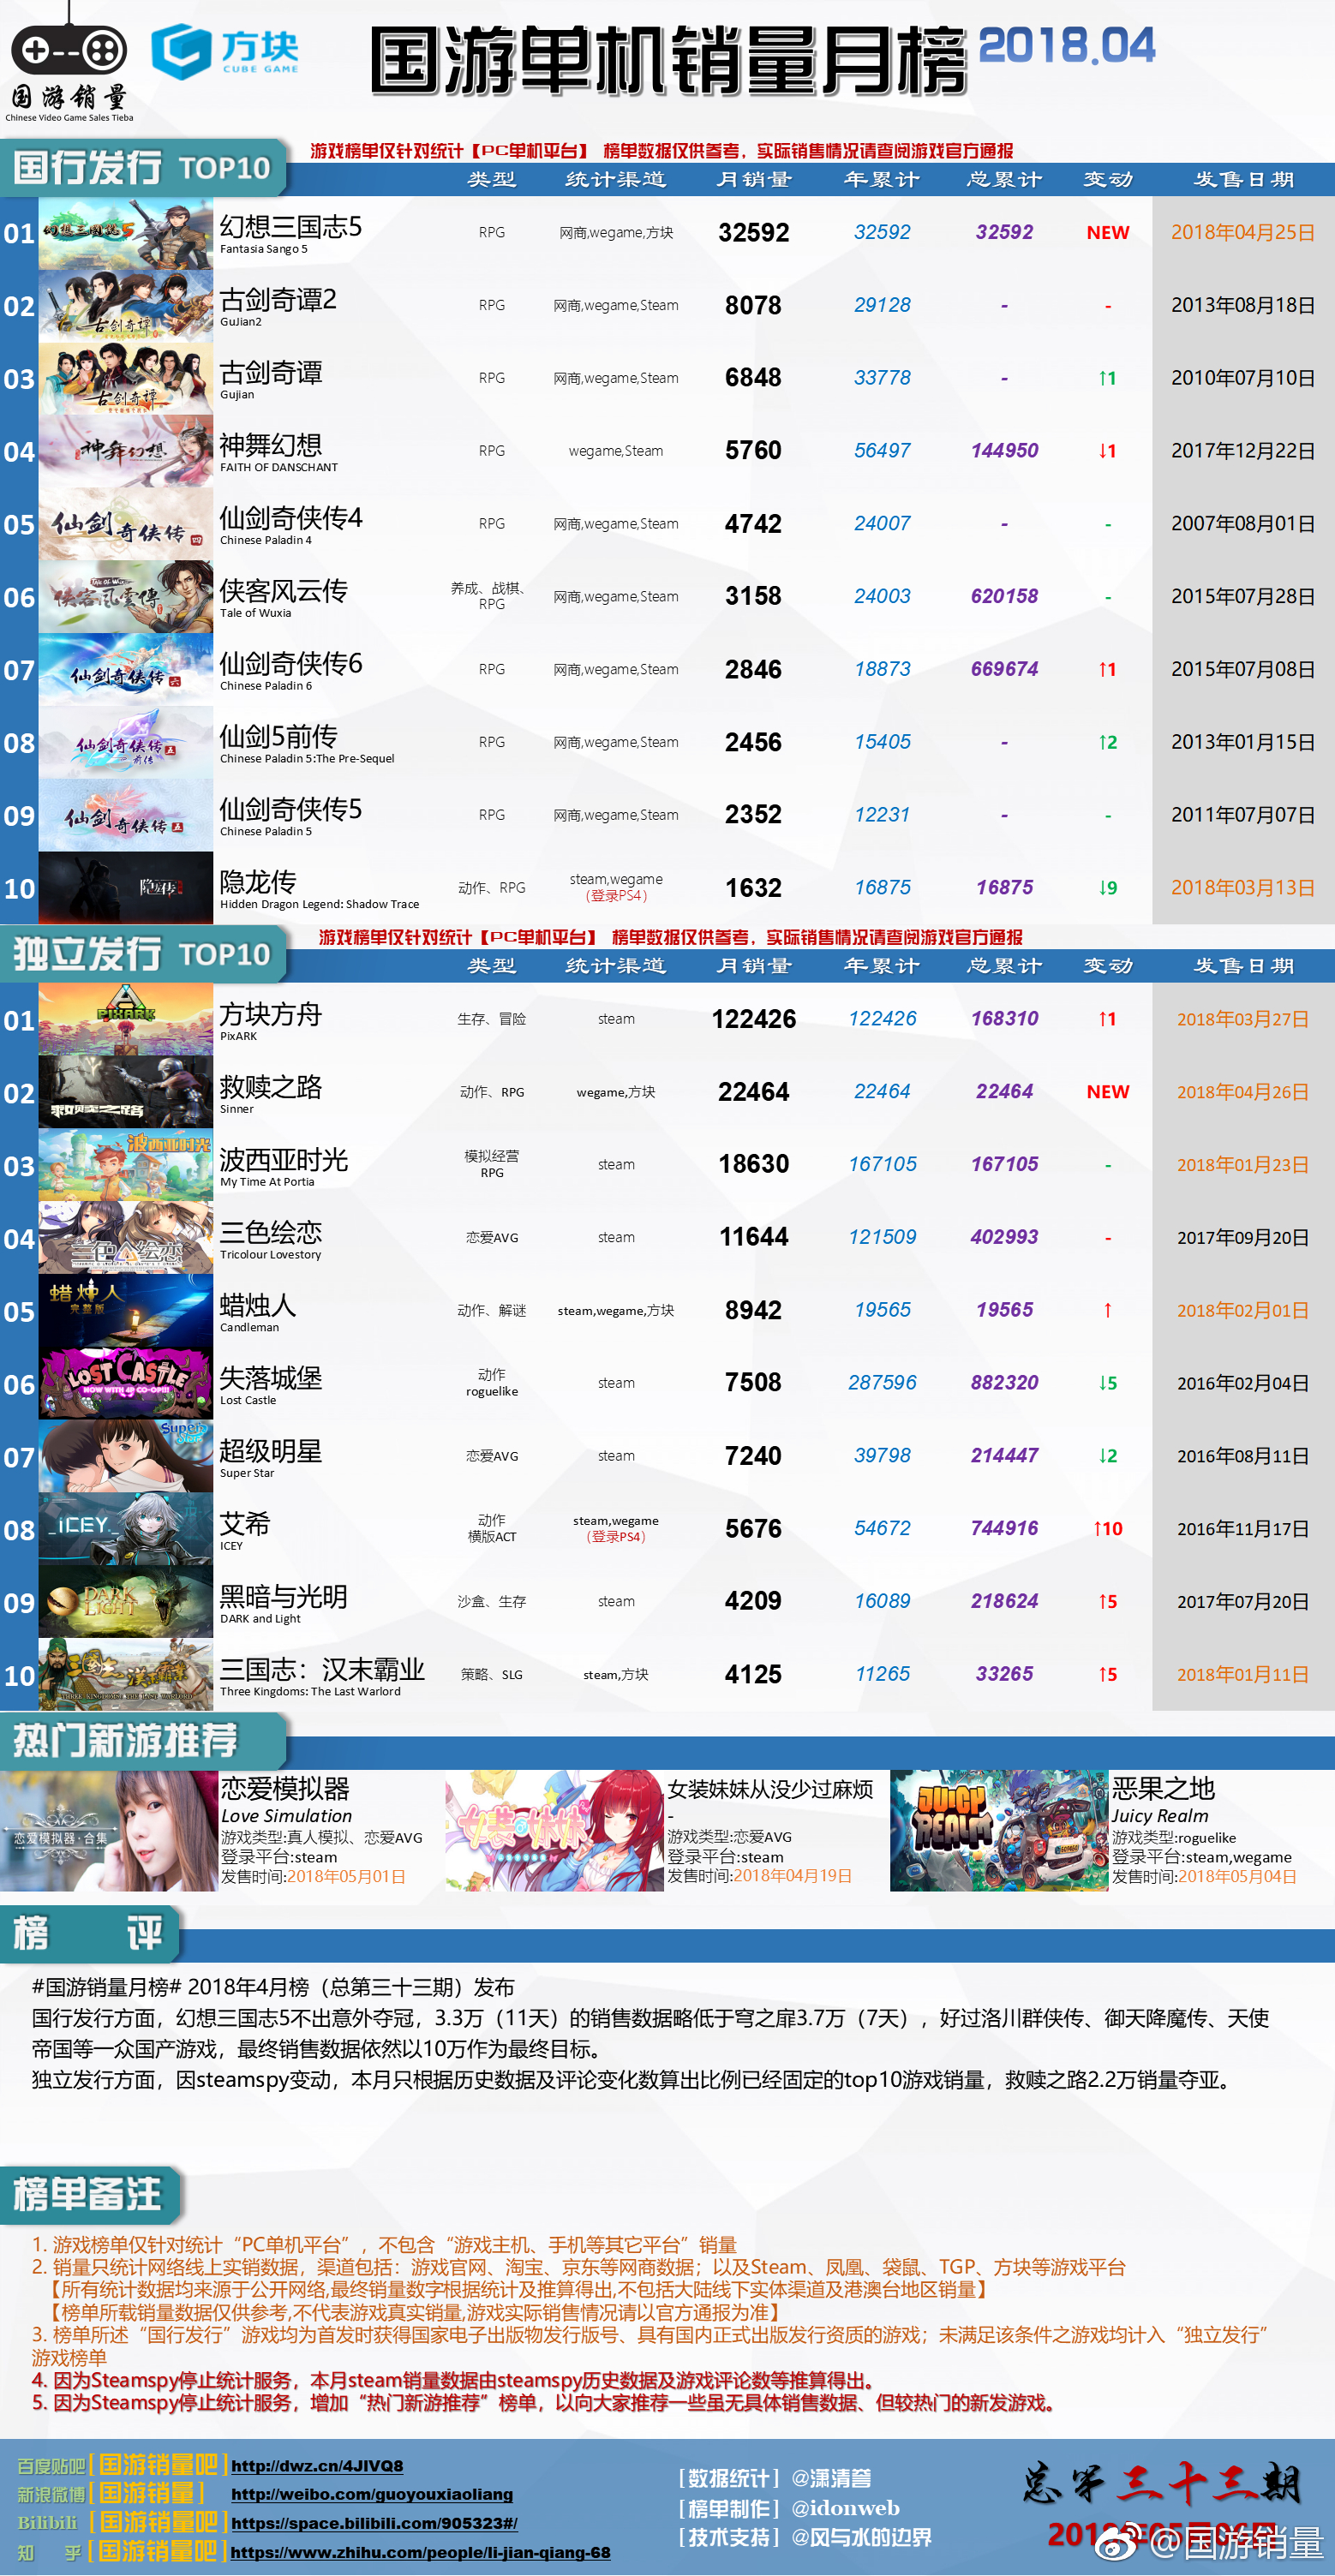 国游销量
Chinese Video Game Sales Tieba
方块
CUBE GAME
国游单机销量月榜 2018.04
国行发行 TOP10
游戏榜单仅针对统计【PC单机平台】 榜单数据仅供参考，实际销售情况请查阅游戏官方通报
类型 统计渠道 月销量 年累计 总累计 变动 发售日期
01 幻想三国志5 Fantasia Sango 5 RPG 网商,wegame,方块 32592 32592 32592 NEW 2018年04月25日
02 古剑奇谭2 GuJian2 RPG 网商,wegame,Steam 8078 29128 - - 2013年08月18日
03 古剑奇谭 Gujian RPG 网商,wegame,Steam 6848 33778 - ↑1 2010年07月10日
04 神舞幻想 FAITH OF DANSCHANT RPG wegame,Steam 5760 56497 144950 ↓1 2017年12月22日
05 仙剑奇侠传4 Chinese Paladin 4 RPG 网商,wegame,Steam 4742 24007 - - 2007年08月01日
06 侠客风云传 Tale of Wuxia 养成、战棋、RPG 网商,wegame,Steam 3158 24003 620158 - 2015年07月28日
07 仙剑奇侠传6 Chinese Paladin 6 RPG 网商,wegame,Steam 2846 18873 669674 ↑1 2015年07月08日
08 仙剑5前传 Chinese Paladin 5:The Pre-Sequel RPG 网商,wegame,Steam 2456 15405 - ↑2 2013年01月15日
09 仙剑奇侠传5 Chinese Paladin 5 RPG 网商,wegame,Steam 2352 12231 - - 2011年07月07日
10 隐龙传 Hidden Dragon Legend: Shadow Trace 动作、RPG steam,wegame (登录PS4) 1632 16875 16875 ↓9 2018年03月13日
独立发行 TOP10
游戏榜单仅针对统计【PC单机平台】 榜单数据仅供参考，实际销售情况请查阅游戏官方通报
类型 统计渠道 月销量 年累计 总累计 变动 发售日期
01 方块方舟 PixARK 生存、冒险 steam 122426 122426 168310 ↑1 2018年03月27日
02 救赎之路 Sinner 动作、RPG wegame,方块 22464 22464 22464 NEW 2018年04月26日
03 波西亚时光 My Time At Portia 模拟经营 RPG steam 18630 167105 167105 - 2018年01月23日
04 三色绘恋 Tricolour Lovestory 恋爱AVG steam 11644 121509 402993 - 2017年09月20日
05 蜡烛人 Candleman 动作、解谜 steam,wegame,方块 8942 19565 19565 ↑ 2018年02月01日
06 失落城堡 Lost Castle 动作 roguelike steam 7508 287596 882320 ↓5 2016年02月04日
07 超级明星 Super Star 恋爱AVG steam 7240 39798 214447 ↓2 2016年08月11日
08 艾希 ICEY 动作 横版ACT steam,wegame (登录PS4) 5676 54672 744916 ↑10 2016年11月17日
09 黑暗与光明 DARK and Light 沙盒、生存 steam 4209 16089 218624 ↑5 2017年07月20日
10 三国志：汉末霸业 Three Kingdoms: The Last Warlord 策略、SLG steam,方块 4125 11265 33265 ↑5 2018年01月11日
热门新游推荐
恋爱模拟器·合集
恋爱模拟器
Love Simulation
游戏类型:真人模拟、恋爱AVG
登录平台:steam
发售时间:2018年05月01日
女装妹妹从没少过麻烦
-
游戏类型:恋爱AVG
登录平台:steam
发售时间:2018年04月19日
JUICY REALM
恶果之地
Juicy Realm
游戏类型:roguelike
登录平台:steam,wegame
发售时间:2018年05月04日
榜 评
#国游销量月榜# 2018年4月榜（总第三十三期）发布
国行发行方面，幻想三国志5不出意外夺冠，3.3万（11天）的销售数据略低于穹之扉3.7万（7天），好过洛川群侠传、御天降魔传、天使
帝国等一众国产游戏，最终销售数据依然以10万作为最终目标。
独立发行方面，因steamspy变动，本月只根据历史数据及评论变化数算出比例已经固定的top10游戏销量，救赎之路2.2万销量夺亚。
榜单备注
1. 游戏榜单仅针对统计“PC单机平台”，不包含“游戏主机、手机等其它平台”销量
2. 销量只统计网络线上实销数据，渠道包括：游戏官网、淘宝、京东等网商数据；以及Steam、凤凰、袋鼠、TGP、方块等游戏平台
【所有统计数据均来源于公开网络,最终销量数字根据统计及推算得出,不包括大陆线下实体渠道及港澳台地区销量】
【榜单所载销量数据仅供参考,不代表游戏真实销量,游戏实际销售情况请以官方通报为准】
3. 榜单所述“国行发行”游戏均为首发时获得国家电子出版物发行版号、具有国内正式出版发行资质的游戏；未满足该条件之游戏均计入“独立发行”
游戏榜单
4. 因为Steamspy停止统计服务，本月steam销量数据由steamspy历史数据及游戏评论数等推算得出。
5. 因为Steamspy停止统计服务，增加“热门新游推荐”榜单，以向大家推荐一些虽无具体销售数据、但较热门的新发游戏。
百度贴吧 [国游销量吧] http://dwz.cn/4JIVQ8
新浪微博 [国游销量] http://weibo.com/guoyouxiaoliang
Bilibili [国游销量吧] https://space.bilibili.com/905323#/
知 乎 [国游销量吧] https://www.zhihu.com/people/li-jian-qiang-68
[数据统计] @潇清誉
[榜单制作] @idonweb
[技术支持] @风与水的边界
总第三十三期
@国游销量